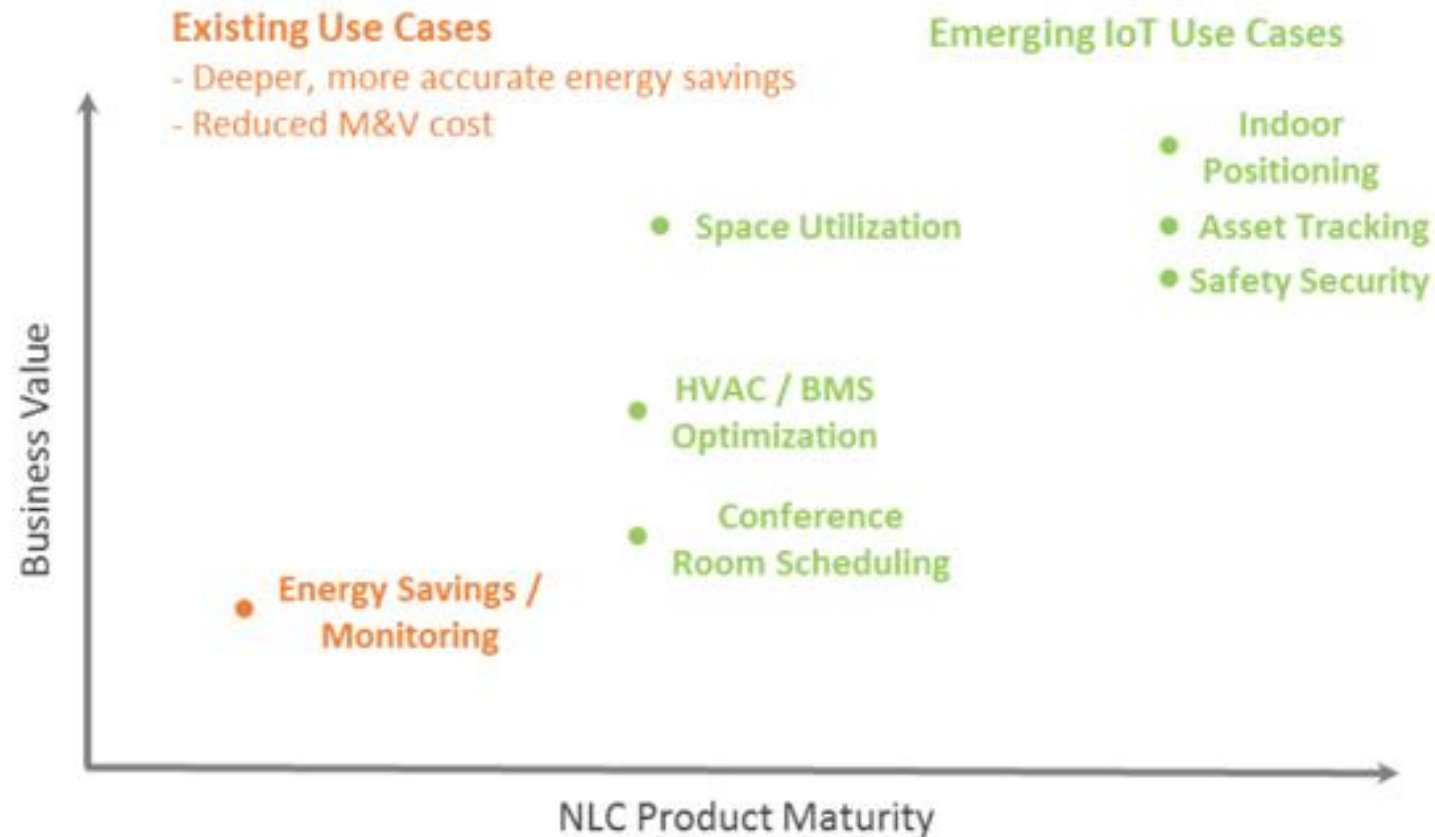 Existing Use Cases
- Deeper, more accurate energy savings
- Reduced M&V cost
Emerging IoT Use Cases
Indoor
Positioning
Space Utilization
Asset Tracking
Safety Security
HVAC / BMS
Optimization
Conference
Room Scheduling
Energy Savings /
Monitoring
Business Value
NLC Product Maturity